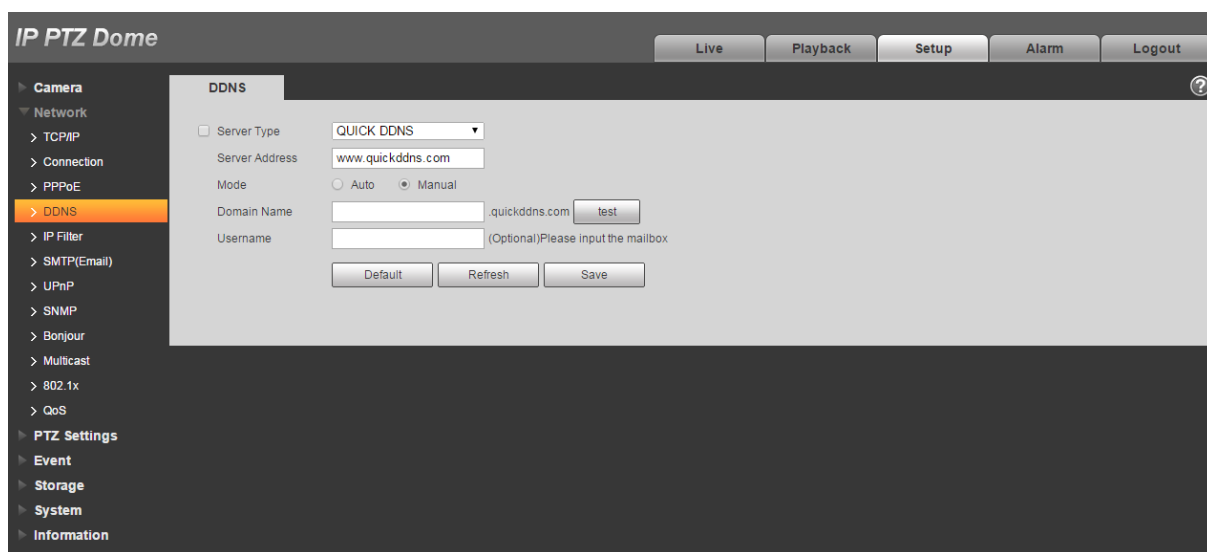 IP PTZ Dome
Live Playback Setup Alarm Logout
Camera
Network
> TCP/IP
> Connection
> PPPoE
> DDNS
> IP Filter
> SMTP(Email)
> UPnP
> SNMP
> Bonjour
> Multicast
> 802.1x
> QoS
PTZ Settings
Event
Storage
System
Information
DDNS
?
Server Type QUICK DDNS
Server Address www.quickddns.com
Mode Auto Manual
Domain Name .quickddns.com test
Username (Optional)Please input the mailbox
Default Refresh Save